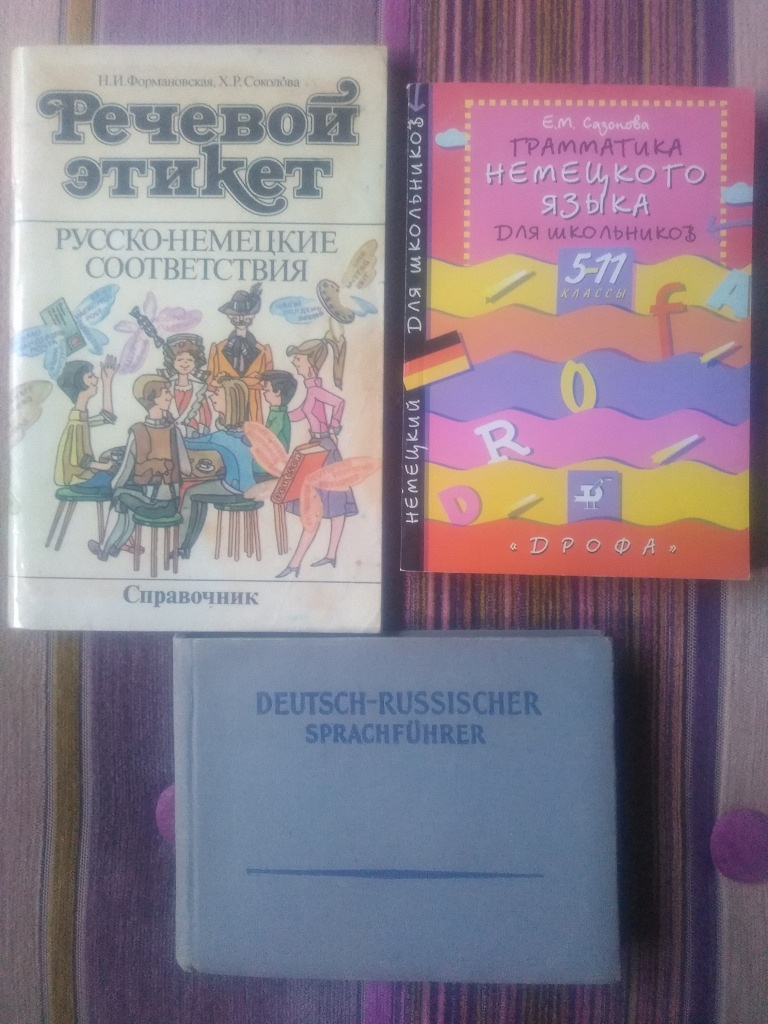 Н.И.Формановская, Х.Р.Соколова
Речевой
этикет
РУССКО-НЕМЕЦКИЕ
СООТВЕТСТВИЯ
Справочник
НЕМЕЦКИЙ ДЛЯ ШКОЛЬНИКОВ
Е.М. Сазонова
ГРАММАТИКА
НЕМЕЦКОГО
ЯЗЫКА
ДЛЯ ШКОЛЬНИКОВ
5-11
КЛАССЫ
f A
O
R
D
«ДРОФА»
DEUTSCH-RUSSISCHER
SPRACHFÜHRER